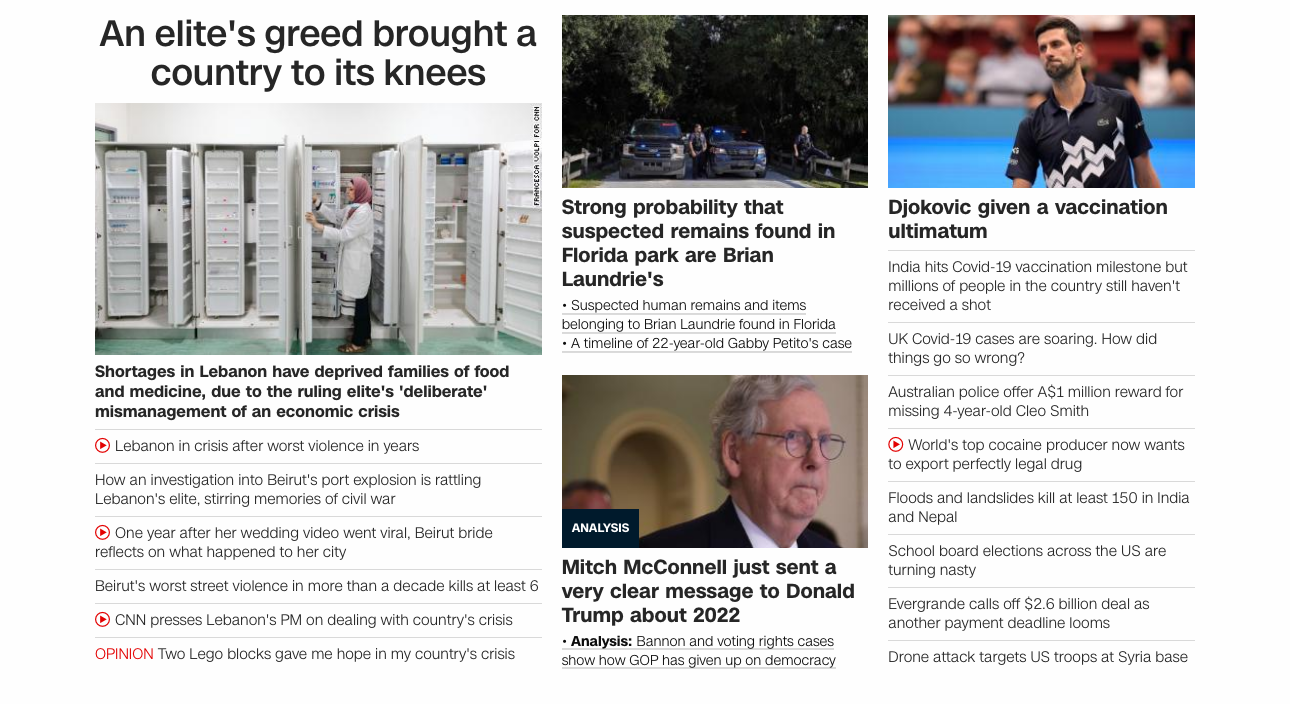 An elite's greed brought a
country to its knees
FRANCESCA VOLPI FOR CNN
Shortages in Lebanon have deprived families of food
and medicine, due to the ruling elite's 'deliberate'
mismanagement of an economic crisis
Lebanon in crisis after worst violence in years
How an investigation into Beirut's port explosion is rattling
Lebanon's elite, stirring memories of civil war
One year after her wedding video went viral, Beirut bride
reflects on what happened to her city
Beirut's worst street violence in more than a decade kills at least 6
CNN presses Lebanon's PM on dealing with country's crisis
OPINION Two Lego blocks gave me hope in my country's crisis
Strong probability that
suspected remains found in
Florida park are Brian
Laundrie's
• Suspected human remains and items
belonging to Brian Laundrie found in Florida
• A timeline of 22-year-old Gabby Petito's case
ANALYSIS
Mitch McConnell just sent a
very clear message to Donald
Trump about 2022
• Analysis: Bannon and voting rights cases
show how GOP has given up on democracy
Djokovic given a vaccination
ultimatum
India hits Covid-19 vaccination milestone but
millions of people in the country still haven't
received a shot
UK Covid-19 cases are soaring. How did
things go so wrong?
Australian police offer A$1 million reward for
missing 4-year-old Cleo Smith
World's top cocaine producer now wants
to export perfectly legal drug
Floods and landslides kill at least 150 in India
and Nepal
School board elections across the US are
turning nasty
Evergrande calls off $2.6 billion deal as
another payment deadline looms
Drone attack targets US troops at Syria base